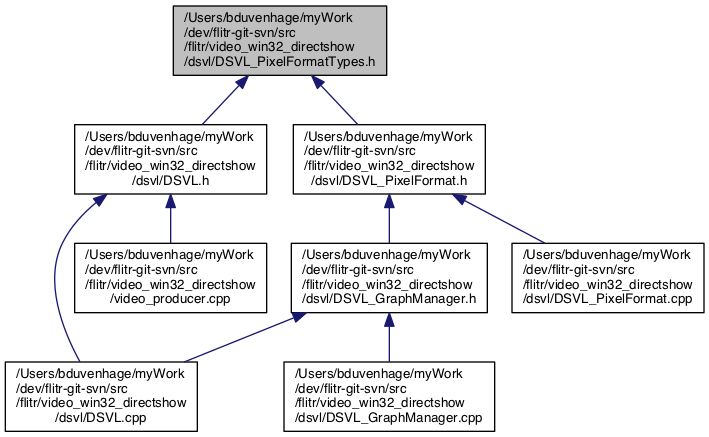 /Users/bduvenhage/myWork
/dev/flitr-git-svn/src
/flitr/video_win32_directshow
/dsvl/DSVL_PixelFormatTypes.h
/Users/bduvenhage/myWork
/dev/flitr-git-svn/src
/flitr/video_win32_directshow
/dsvl/DSVL.h
/Users/bduvenhage/myWork
/dev/flitr-git-svn/src
/flitr/video_win32_directshow
/dsvl/DSVL_PixelFormat.h
/Users/bduvenhage/myWork
/dev/flitr-git-svn/src
/flitr/video_win32_directshow
/video_producer.cpp
/Users/bduvenhage/myWork
/dev/flitr-git-svn/src
/flitr/video_win32_directshow
/dsvl/DSVL_GraphManager.h
/Users/bduvenhage/myWork
/dev/flitr-git-svn/src
/flitr/video_win32_directshow
/dsvl/DSVL_PixelFormat.cpp
/Users/bduvenhage/myWork
/dev/flitr-git-svn/src
/flitr/video_win32_directshow
/dsvl/DSVL.cpp
/Users/bduvenhage/myWork
/dev/flitr-git-svn/src
/flitr/video_win32_directshow
/dsvl/DSVL_GraphManager.cpp